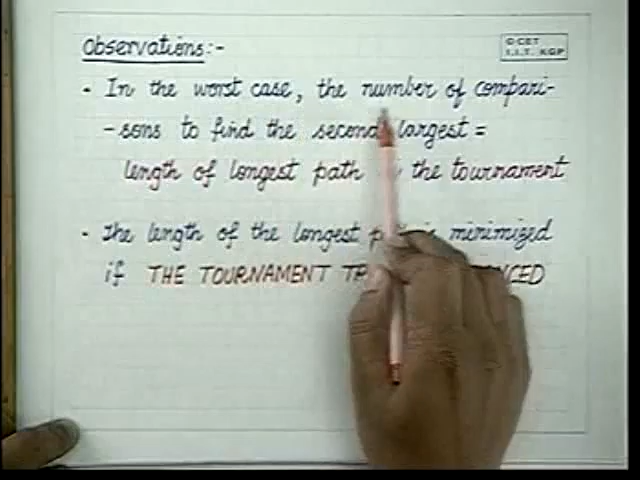 Observations:-
© CET
I.I.T. KGP
· In the worst case, the number of compari-
-sons to find the second largest =
length of longest path the tournament
· The length of the longest is minimized
if THE TOURNAMENT